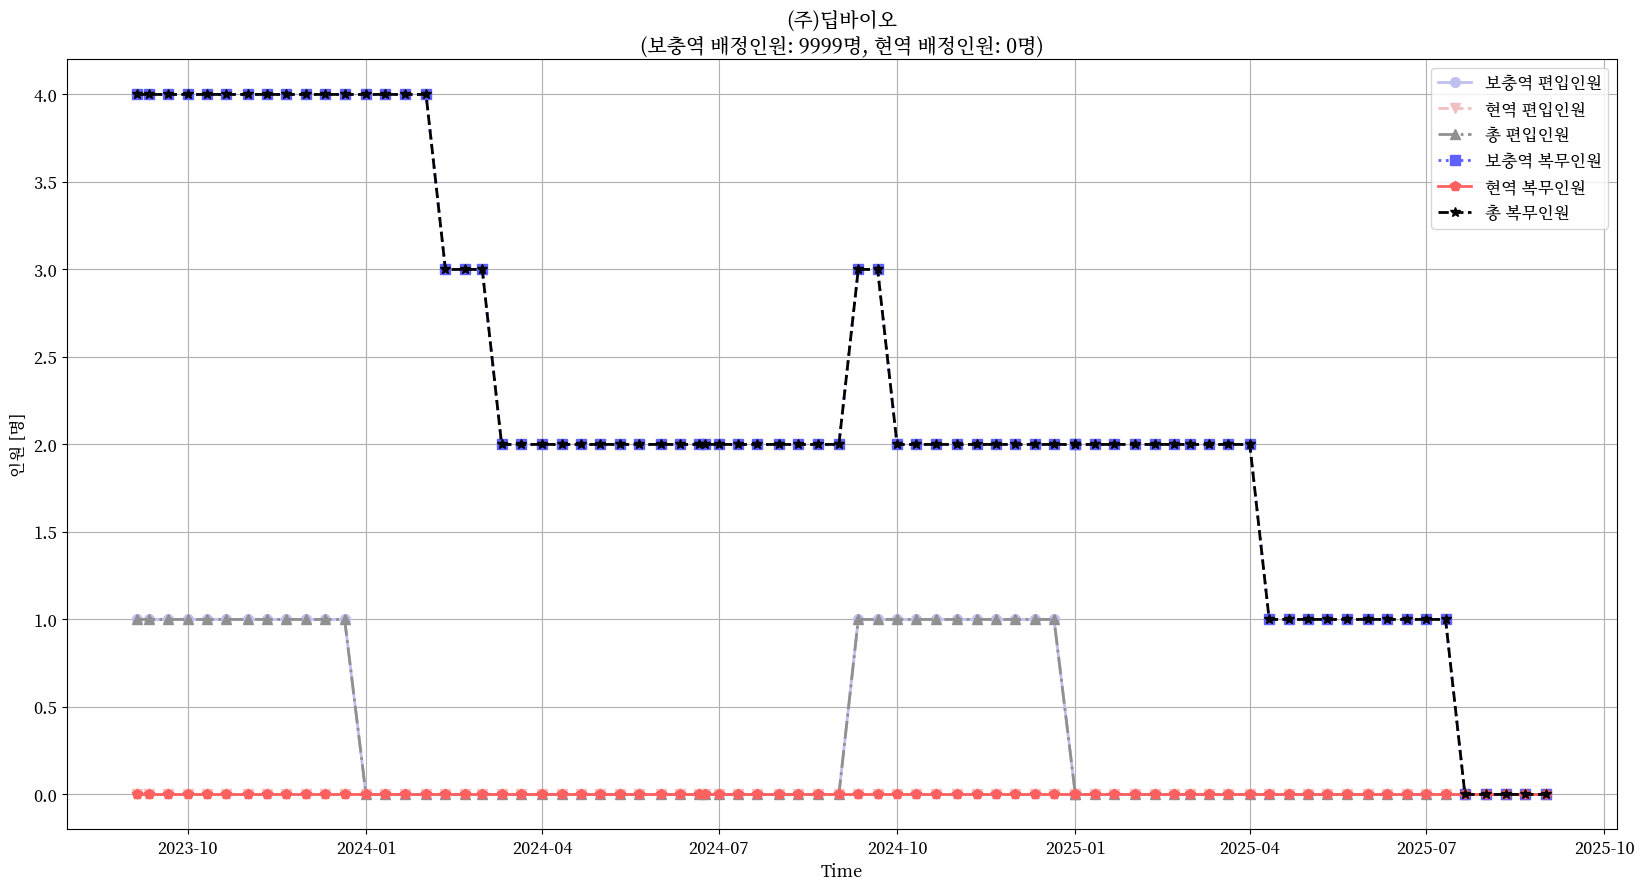 (주)딥바이오
(보충역 배정인원: 9999명, 현역 배정인원: 0명)
보충역 편입인원
현역 편입인원
총 편입인원
보충역 복무인원
현역 복무인원
총 복무인원
인원 [명]
4.0
3.5
3.0
2.5
2.0
1.5
1.0
0.5
0.0
2023-10
2024-01
2024-04
2024-07
2024-10
2025-01
2025-04
2025-07
2025-10
Time